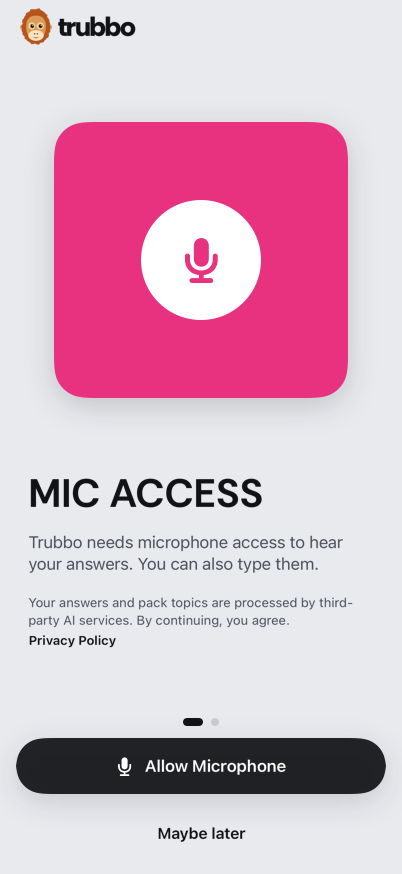 trubbo
MIC ACCESS
Trubbo needs microphone access to hear
your answers. You can also type them.
Your answers and pack topics are processed by third-
party AI services. By continuing, you agree.
Privacy Policy
Allow Microphone
Maybe later